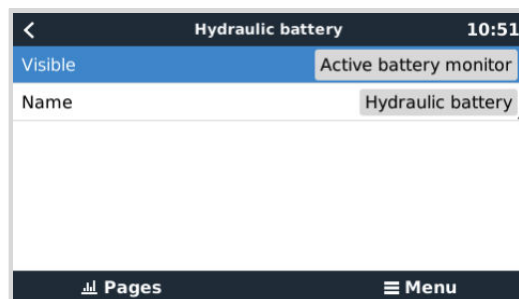 Hydraulic battery 10:51
Visible Active battery monitor
Name Hydraulic battery
Pages Menu